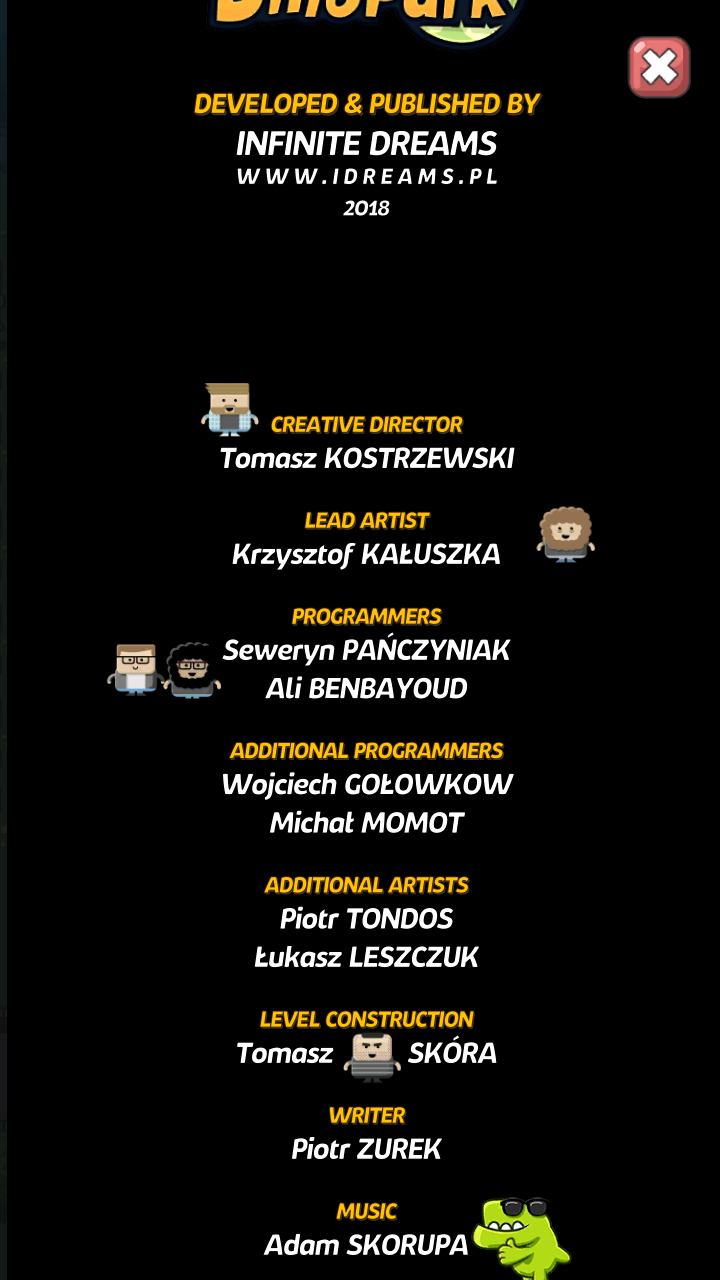 DinoPark
DEVELOPED & PUBLISHED BY
INFINITE DREAMS
WWW.IDREAMS.PL
2018
CREATIVE DIRECTOR
Tomasz KOSTRZEWSKI
LEAD ARTIST
Krzysztof KAŁUSZKA
PROGRAMMERS
Seweryn PAŃCZYNIAK
Ali BENBAYOUD
ADDITIONAL PROGRAMMERS
Wojciech GOŁOWKOW
Michał MOMOT
ADDITIONAL ARTISTS
Piotr TONDOS
Łukasz LESZCZUK
LEVEL CONSTRUCTION
Tomasz SKÓRA
WRITER
Piotr ZUREK
MUSIC
Adam SKORUPA